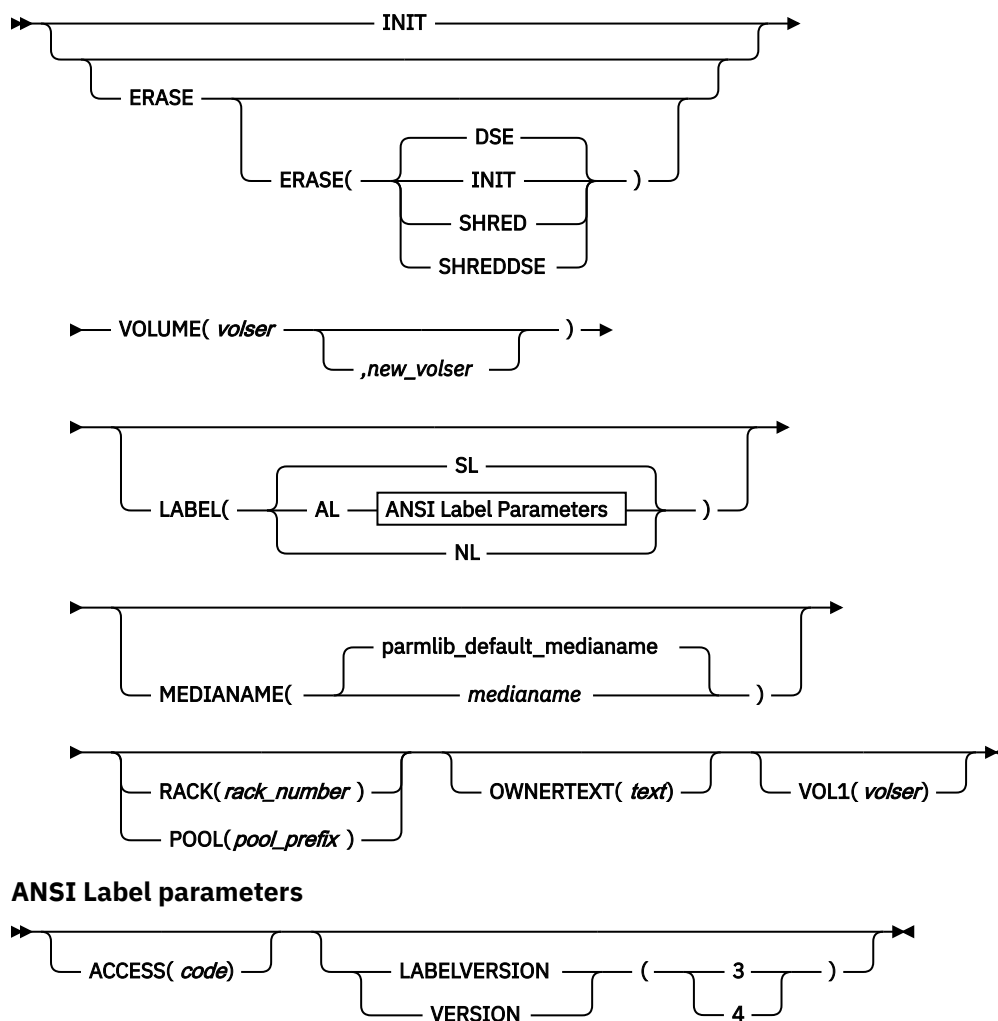 INIT
ERASE
DSE
ERASE( INIT )
SHRED
SHREDDSE
VOLUME( volser )
,new_volser
SL
LABEL( AL ANSI Label Parameters )
NL
parmlib_default_medianame
MEDIANAME( medianame )
RACK( rack_number ) OWNERTEXT( text) VOL1( volser)
POOL( pool_prefix )
ANSI Label parameters
ACCESS( code) LABELVERSION ( 3 )
VERSION 4